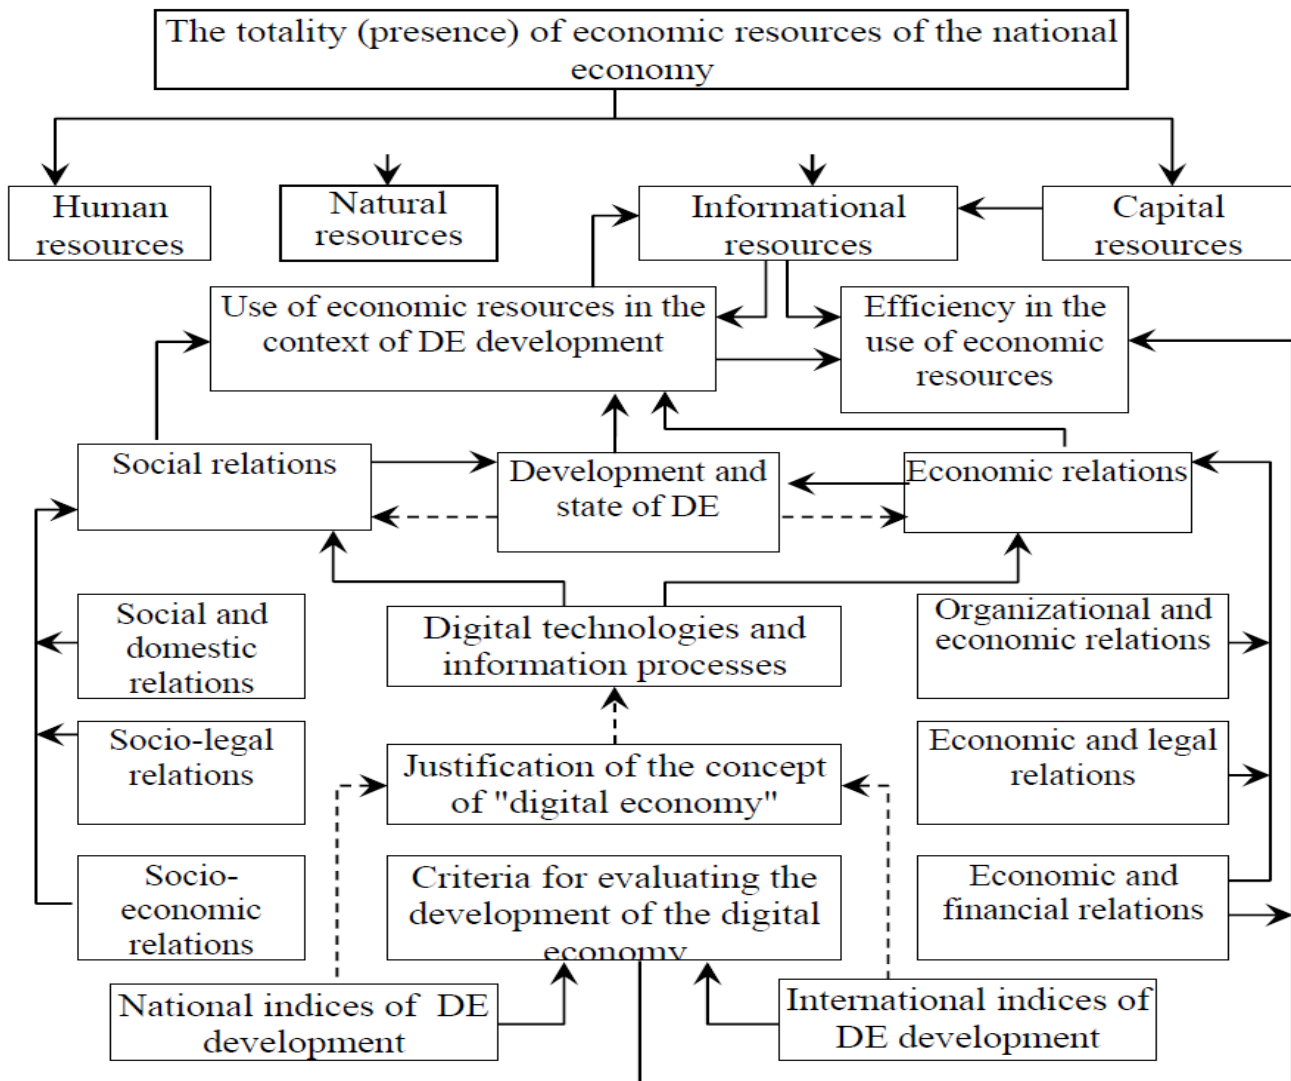 The totality (presence) of economic resources of the national
economy
Human
resources
Natural
resources
Informational
resources
Capital
resources
Use of economic resources in the
context of DE development
Efficiency in the
use of economic
resources
Social relations
Development and
state of DE
Economic relations
Social and
domestic
relations
Digital technologies and
information processes
Organizational and
economic relations
Socio-legal
relations
Justification of the concept
of "digital economy"
Economic and legal
relations
Socio-
economic
relations
Criteria for evaluating the
development of the digital
economy
Economic and
financial relations
National indices of DE
development
International indices of
DE development